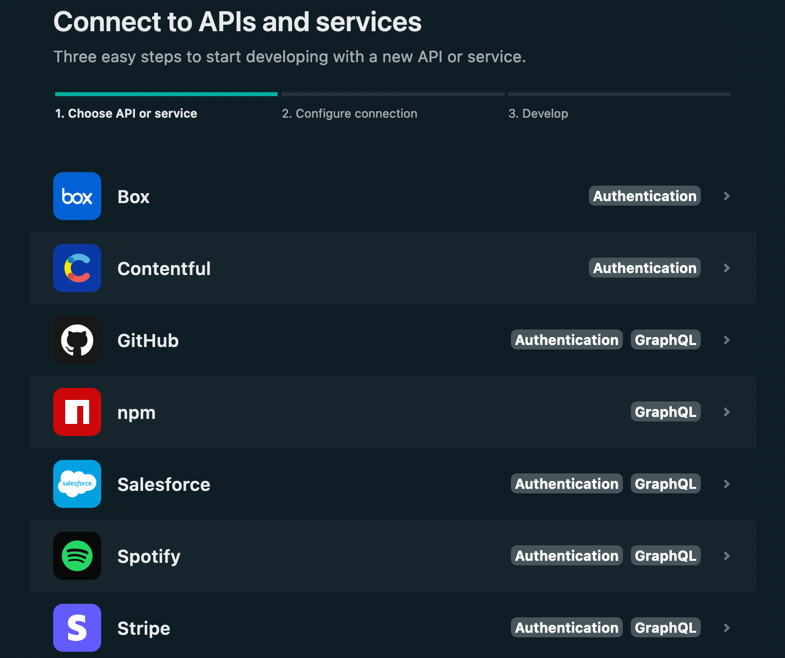 Connect to APIs and services
Three easy steps to start developing with a new API or service.
1. Choose API or service 2. Configure connection 3. Develop
box Box Authentication
Contentful Authentication
GitHub Authentication GraphQL
npm GraphQL
salesforce Salesforce Authentication GraphQL
Spotify Authentication GraphQL
S Stripe Authentication GraphQL